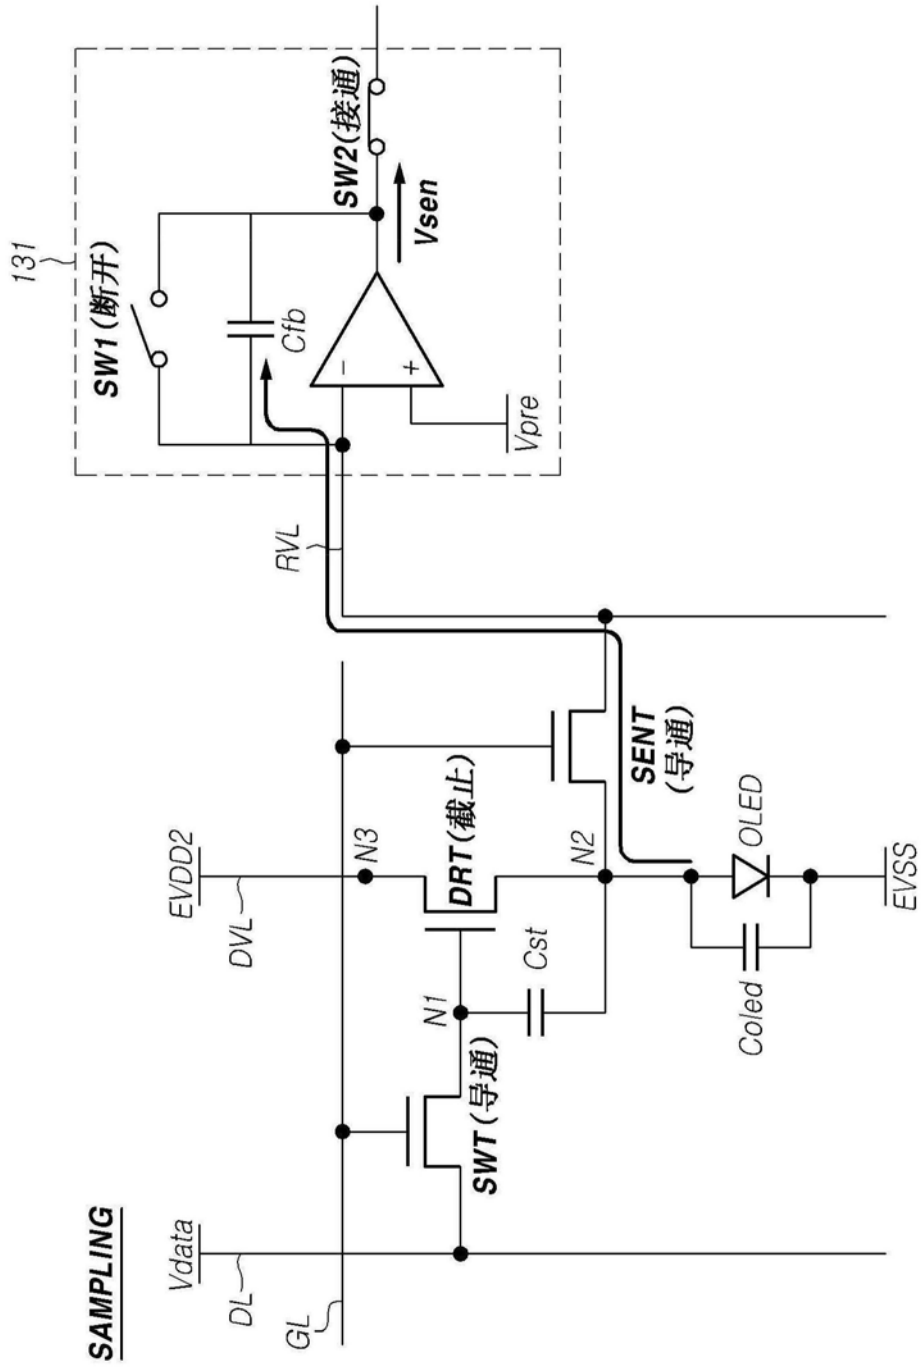 SAMPLING
Vdata
DL
GL
EVDD2
DVL
N3
SWT(导通)
N1
DRT(截止)
Cst
N2
SENT
(导通)
Coled
OLED
EVSS
RVL
131
SW1(断开)
Cfb
-
+
Vpre
Vsen
SW2(接通)